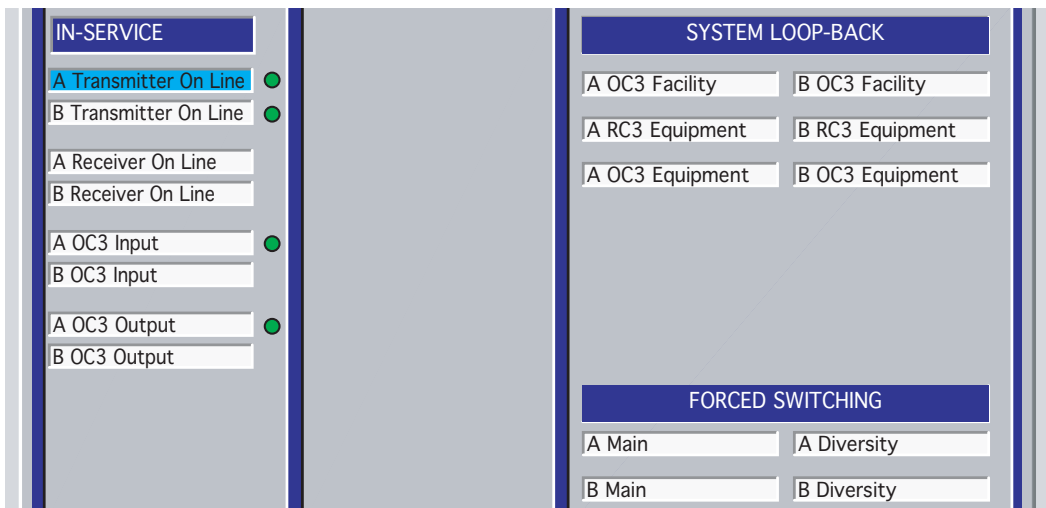 IN-SERVICE
A Transmitter On Line
B Transmitter On Line
A Receiver On Line
B Receiver On Line
A OC3 Input
B OC3 Input
A OC3 Output
B OC3 Output
SYSTEM LOOP-BACK
A OC3 Facility
B OC3 Facility
A RC3 Equipment
B RC3 Equipment
A OC3 Equipment
B OC3 Equipment
FORCED SWITCHING
A Main
A Diversity
B Main
B Diversity